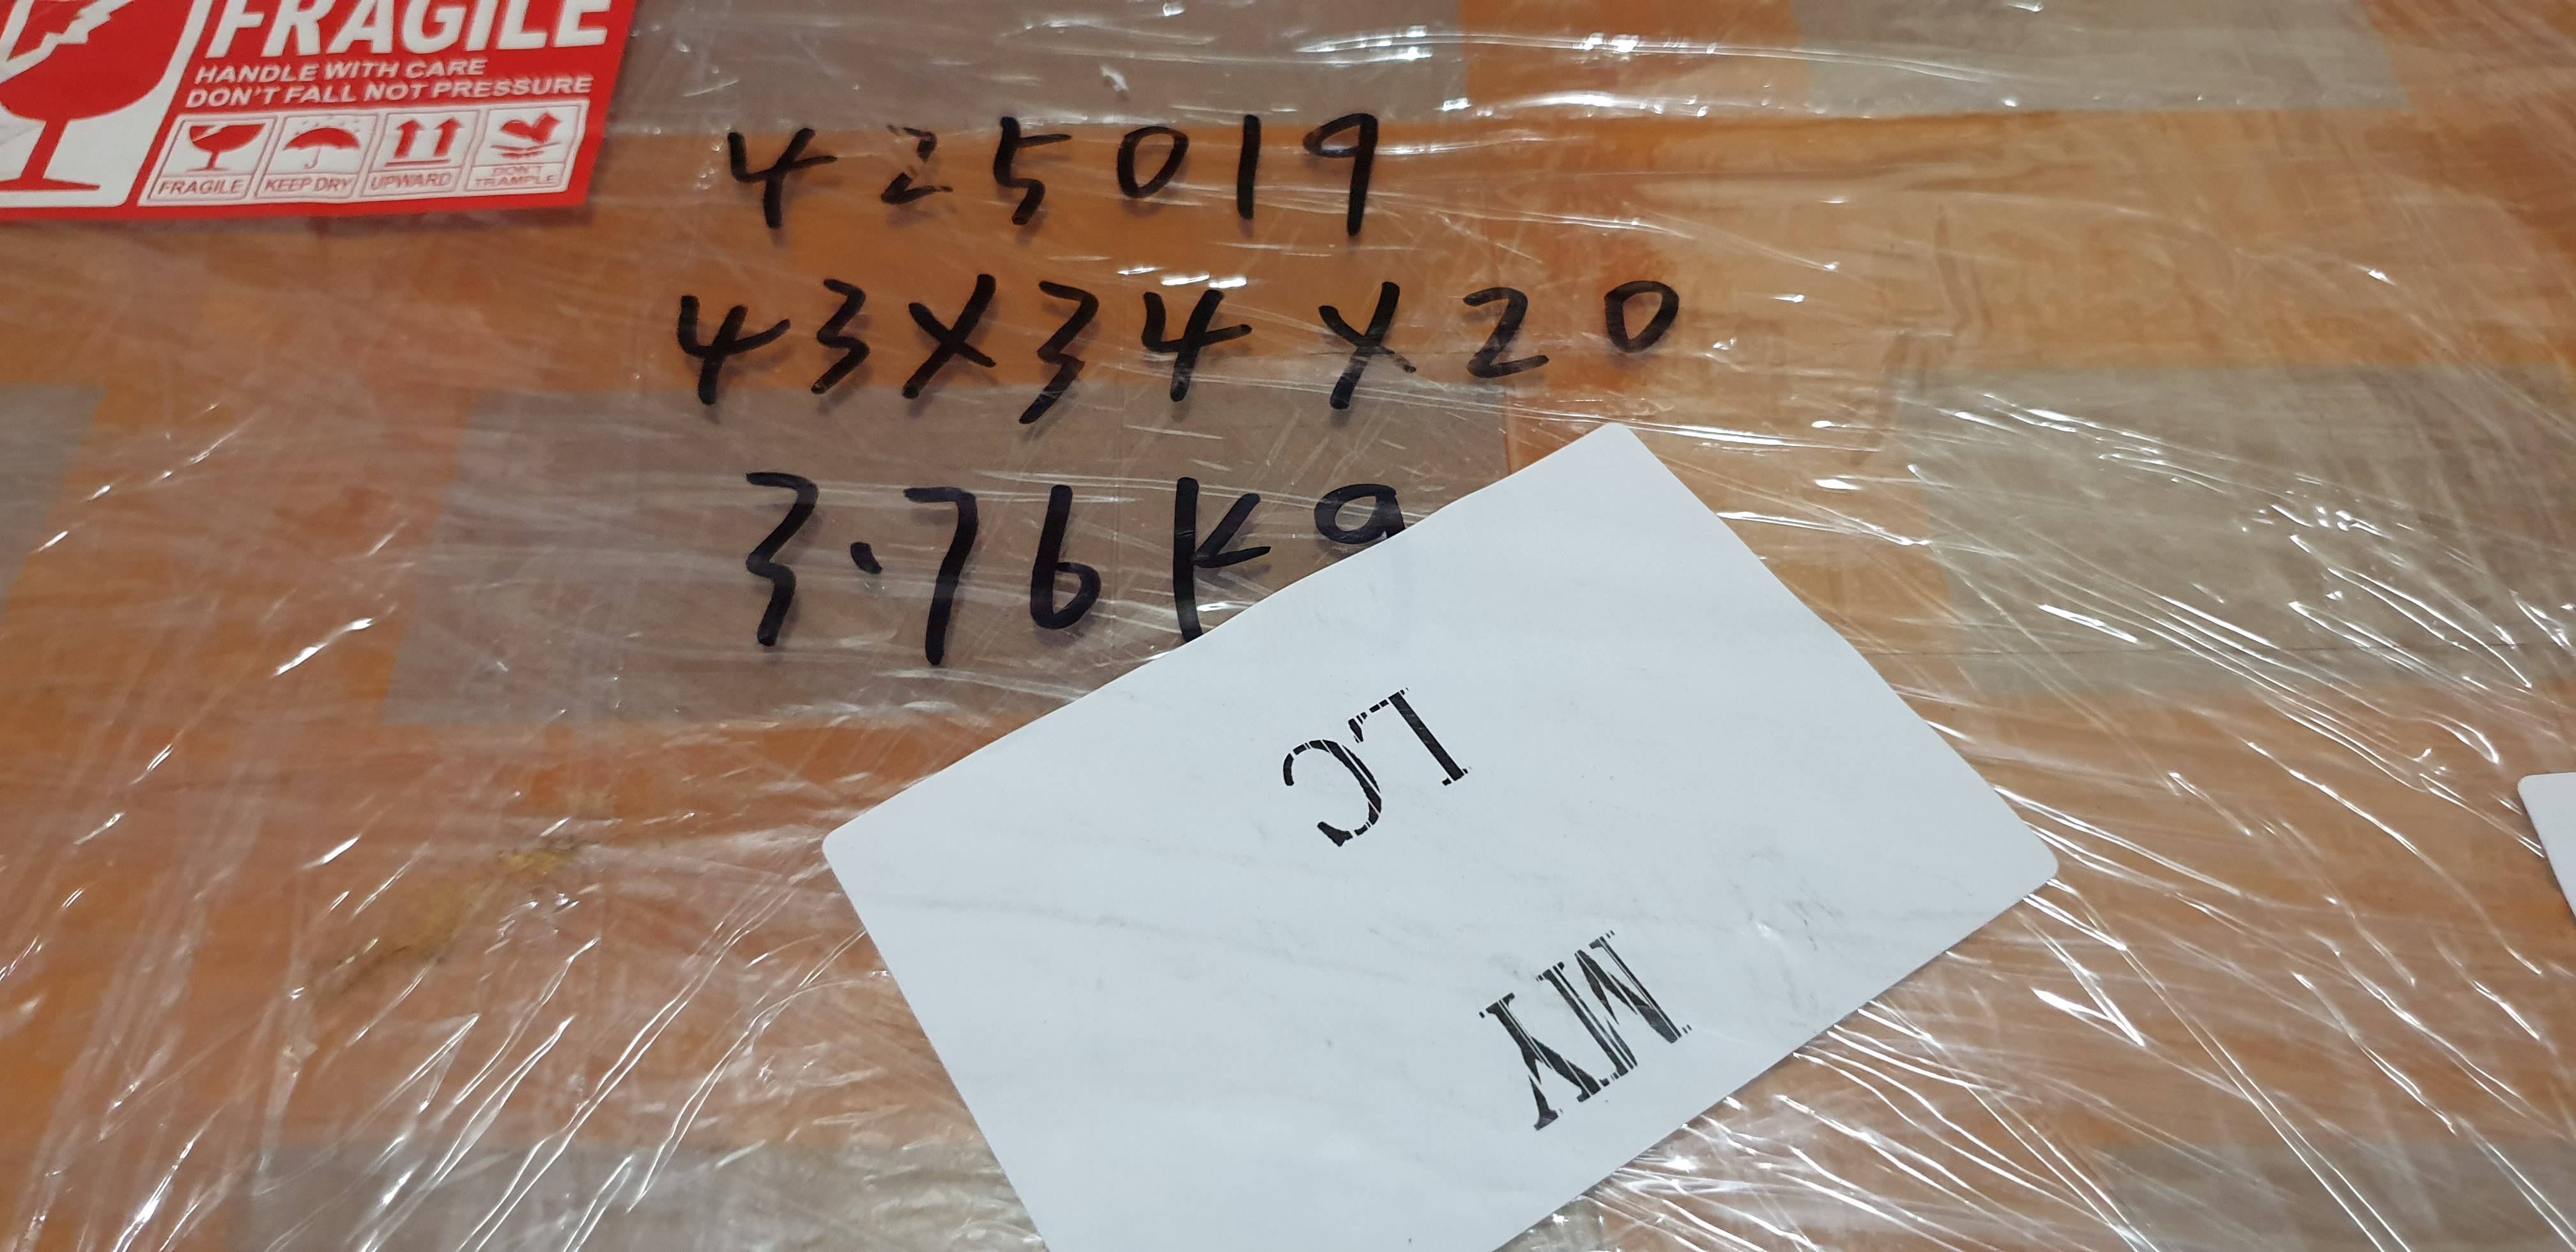 FRAGILE
HANDLE WITH CARE
DON'T FALL NOT PRESSURE
FRAGILE KEEP DRY UPWARD DON'T TRAMPLE
425019
43X34X20
3.76Kg
LC
MY